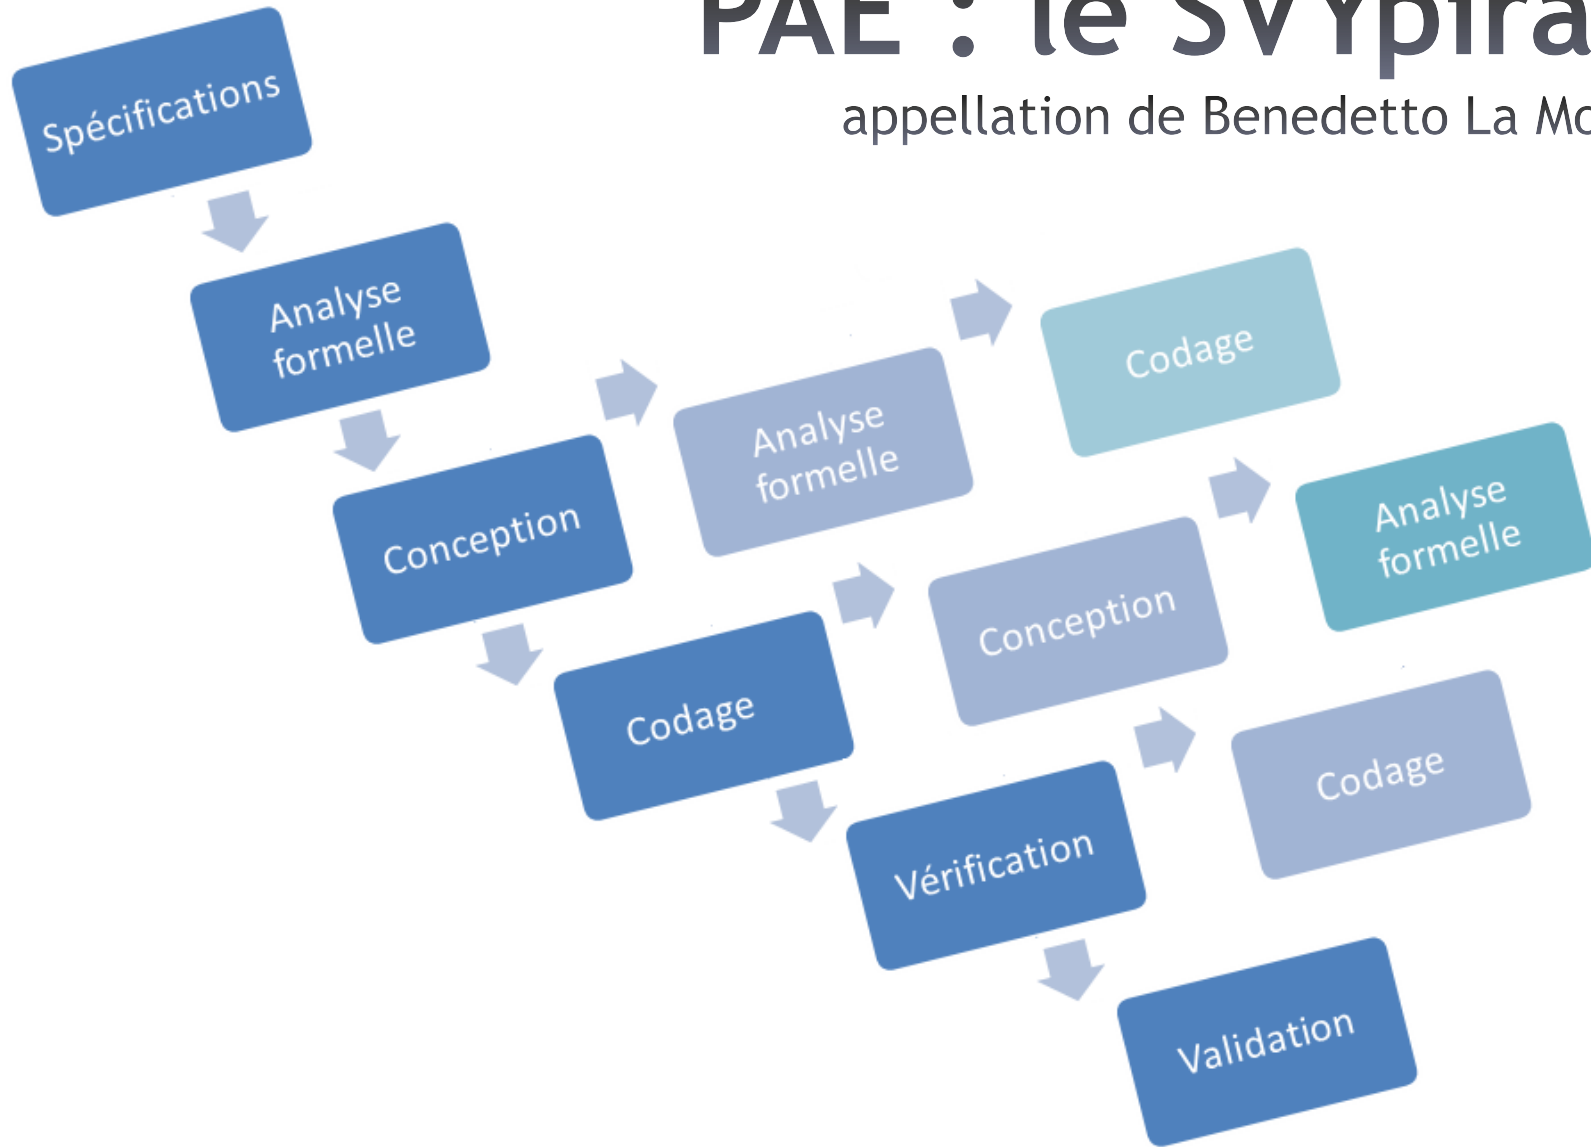 PAE : le SVYpira
appellation de Benedetto La Mo
Spécifications
Analyse
formelle
Conception
Analyse
formelle
Codage
Codage
Conception
Analyse
formelle
Vérification
Codage
Validation